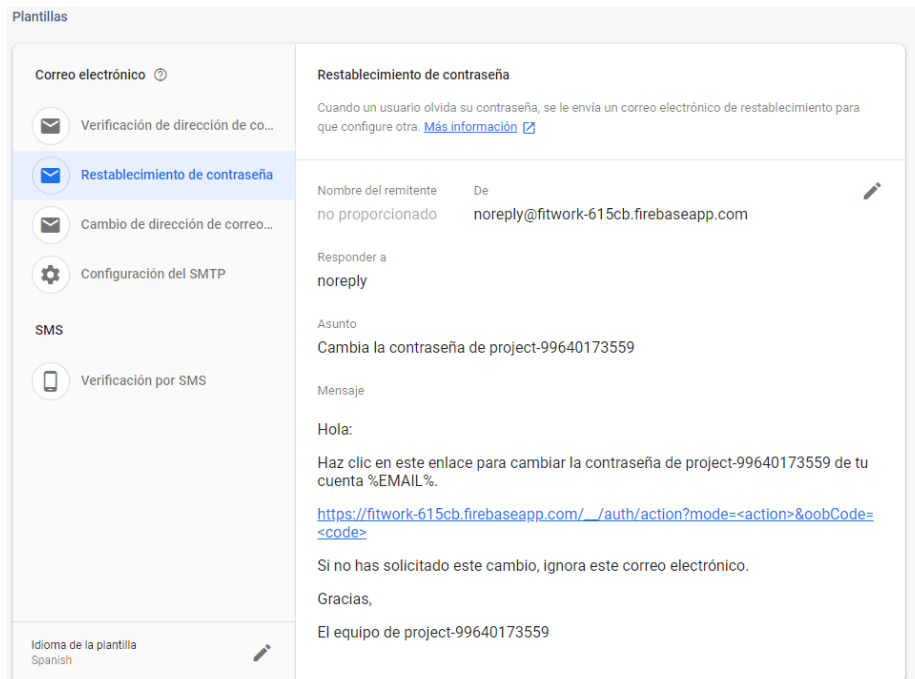 Plantillas
Correo electrónico
Verificación de dirección de co...
Restablecimiento de contraseña
Cambio de dirección de correo...
Configuración del SMTP
SMS
Verificación por SMS
Idioma de la plantilla
Spanish
Restablecimiento de contraseña
Cuando un usuario olvida su contraseña, se le envía un correo electrónico de restablecimiento para
que configure otra. Más información
Nombre del remitente De
no proporcionado noreply@fitwork-615cb.firebaseapp.com
Responder a
noreply
Asunto
Cambia la contraseña de project-99640173559
Mensaje
Hola:
Haz clic en este enlace para cambiar la contraseña de project-99640173559 de tu
cuenta %EMAIL%.
https://fitwork-615cb.firebaseapp.com/__/auth/action?mode=<action>&oobCode=
<code>
Si no has solicitado este cambio, ignora este correo electrónico.
Gracias,
El equipo de project-99640173559